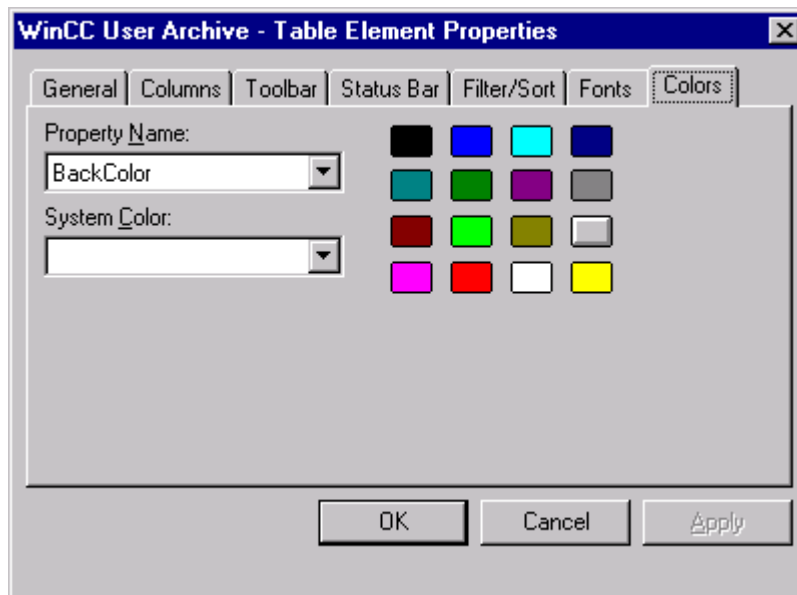 WinCC User Archive - Table Element Properties
General Columns Toolbar Status Bar Filter/Sort Fonts Colors
Property Name:
BackColor
System Color:
OK Cancel Apply